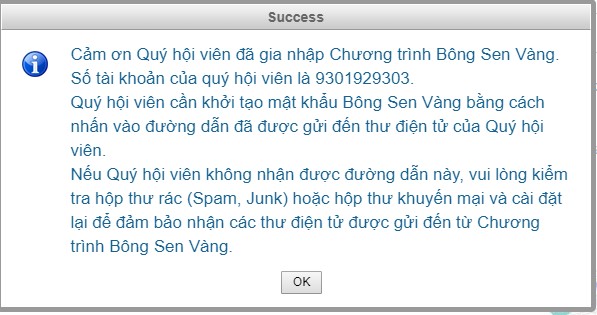 Success
Cảm ơn Quý hội viên đã gia nhập Chương trình Bông Sen Vàng.
Số tài khoản của quý hội viên là 9301929303.
Quý hội viên cần khởi tạo mật khẩu Bông Sen Vàng bằng cách
nhấn vào đường dẫn đã được gửi đến thư điện tử của Quý hội
viên.
Nếu Quý hội viên không nhận được đường dẫn này, vui lòng kiểm
tra hộp thư rác (Spam, Junk) hoặc hộp thư khuyến mại và cài đặt
lại để đảm bảo nhận các thư điện tử được gửi đến từ Chương
trình Bông Sen Vàng.
OK